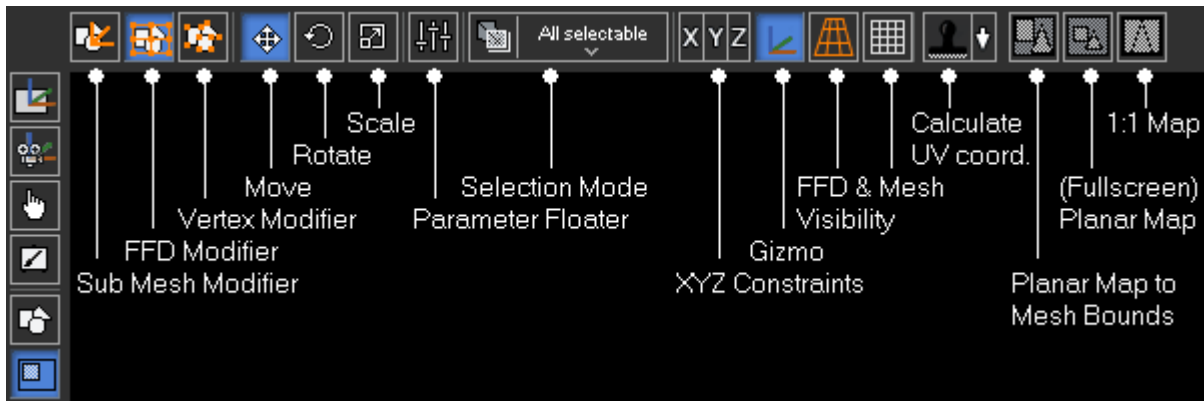 All selectable
X Y Z
Scale
Calculate
1:1 Map
Rotate
UV coord.
Move
Selection Mode
FFD & Mesh
(Fullscreen)
Vertex Modifier
Parameter Floater
Visibility
Planar Map
FFD Modifier
Gizmo
Sub Mesh Modifier
XYZ Constraints
Planar Map to
Mesh Bounds